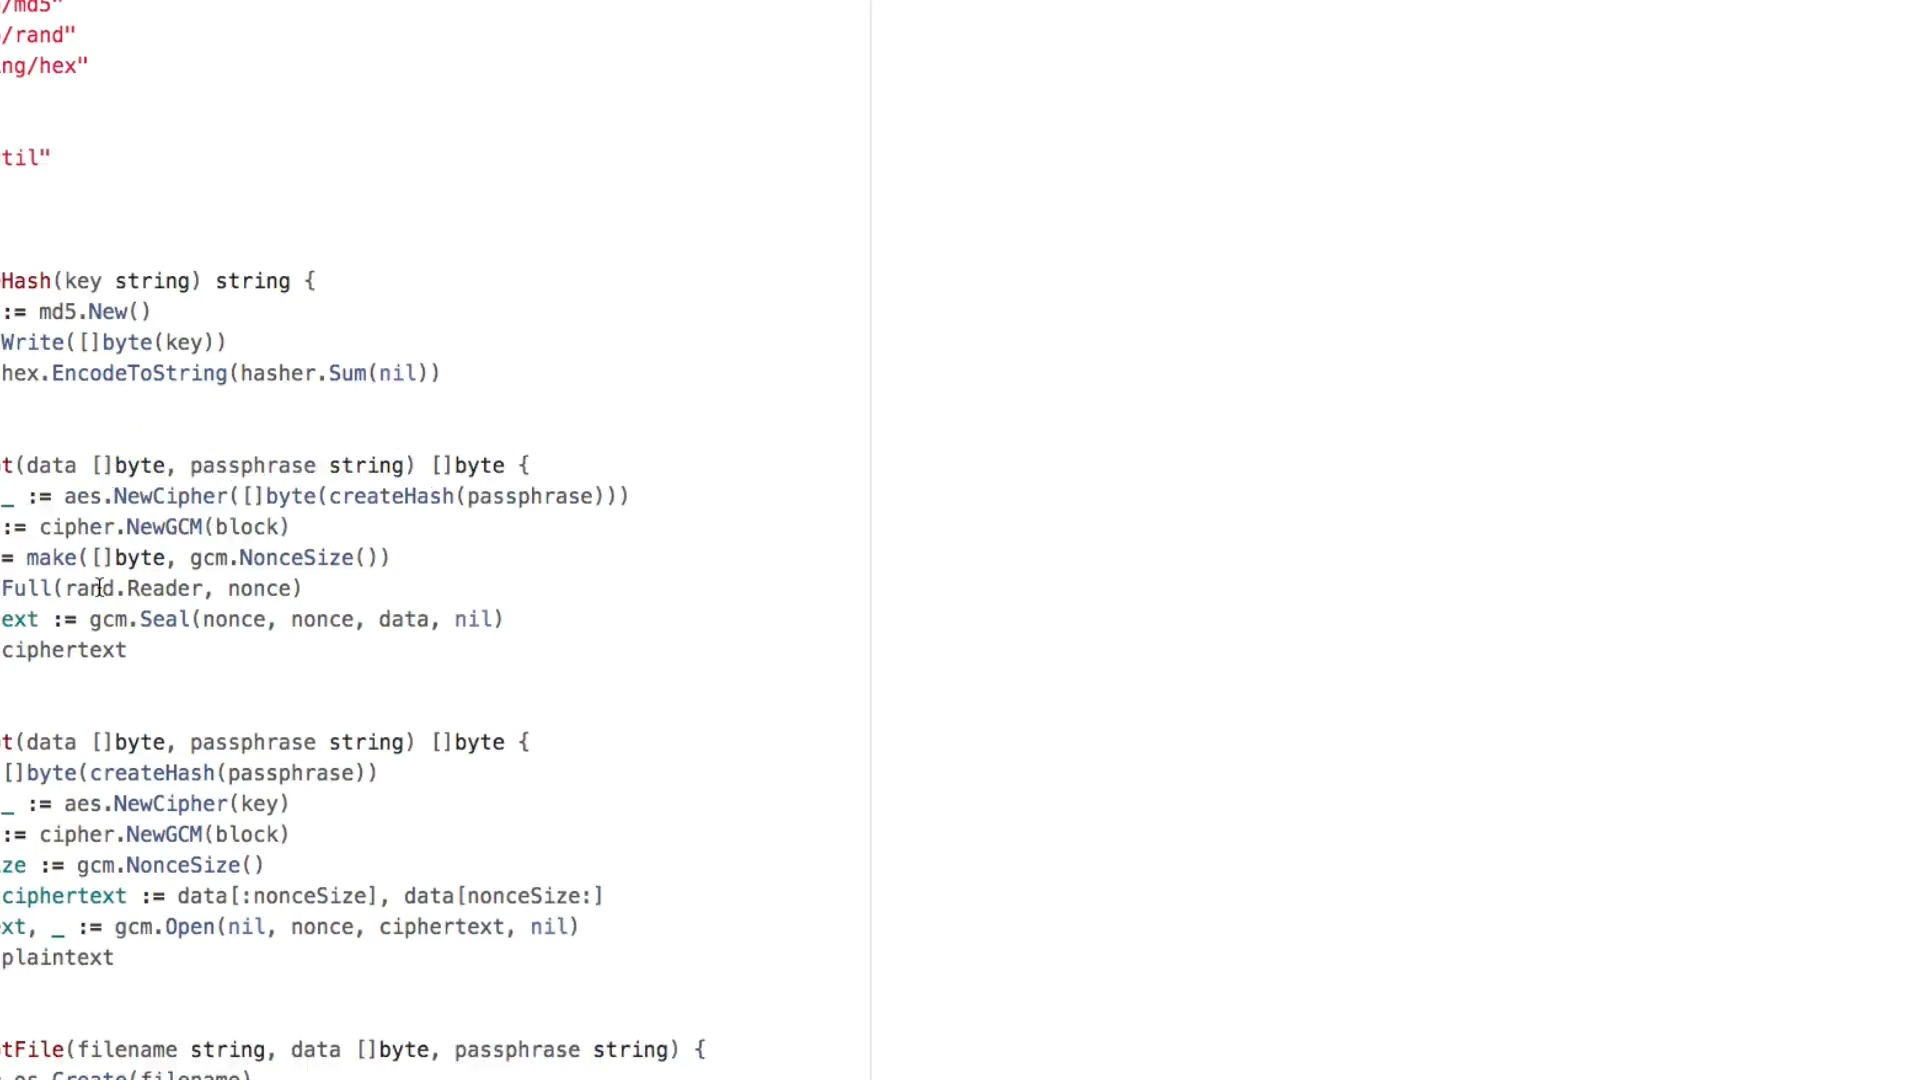 /md5"
/rand"
ng/hex"
til"
Hash(key string) string {
:= md5.New()
Write([]byte(key))
hex.EncodeToString(hasher.Sum(nil))
t(data []byte, passphrase string) []byte {
_ := aes.NewCipher([]byte(createHash(passphrase)))
:= cipher.NewGCM(block)
= make([]byte, gcm.NonceSize())
Full(rand.Reader, nonce)
ext := gcm.Seal(nonce, nonce, data, nil)
ciphertext
t(data []byte, passphrase string) []byte {
[]byte(createHash(passphrase))
_ := aes.NewCipher(key)
:= cipher.NewGCM(block)
ze := gcm.NonceSize()
ciphertext := data[:nonceSize], data[nonceSize:]
xt, _ := gcm.Open(nil, nonce, ciphertext, nil)
plaintext
tFile(filename string, data []byte, passphrase string) {
os.Create(filename)